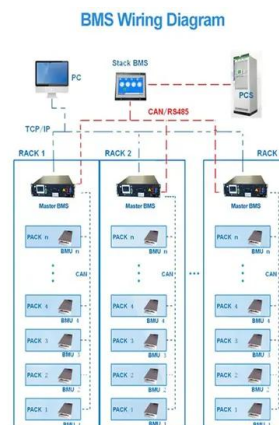 BMS Wiring Diagram
Stack BMS
PC
PCS
CAN/RS485
TCP/IP
RACK 1
RACK 2
RACK
Master BMS
Master BMS
Master BMS
PACK n
PACK n
PACK n
BMU n
BMU n
BMU n
CAN
CAN
CAN
PACK 4
PACK 4
PACK 4
BMU 4
BMU 4
BMU 4
PACK 3
PACK 3
PACK 3
BMU 3
BMU 3
BMU 3
PACK 2
PACK 2
PACK 2
BMU 2
BMU 2
BMU 2
PACK 1
PACK 1
PACK 1